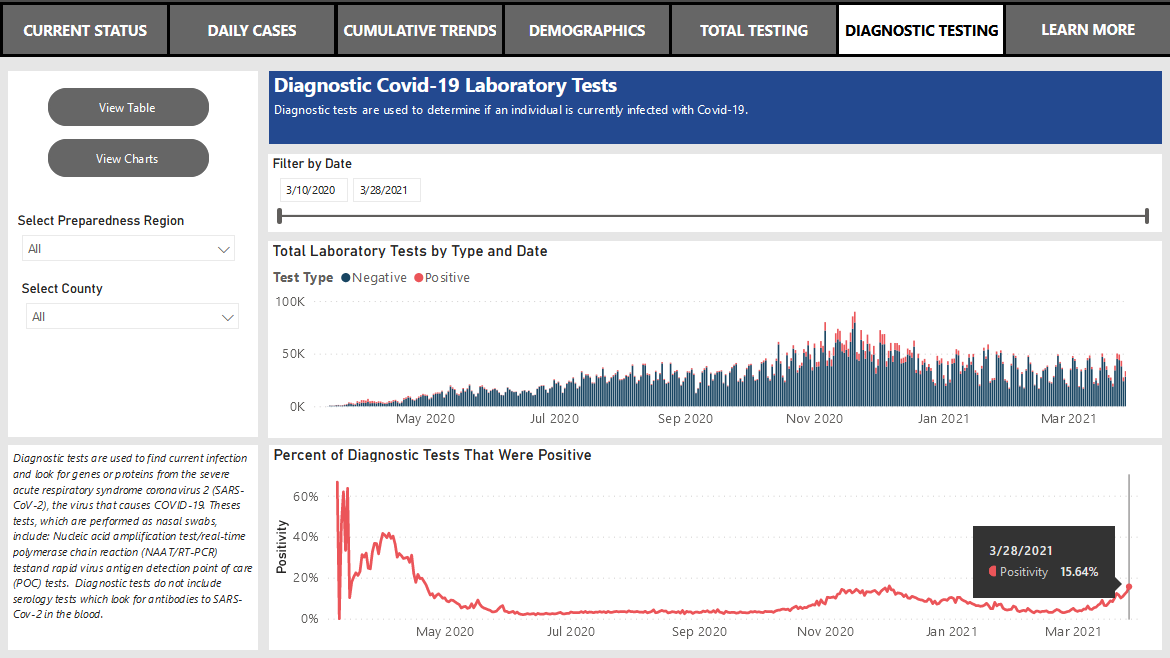 CURRENT STATUS
DAILY CASES
CUMULATIVE TRENDS
DEMOGRAPHICS
TOTAL TESTING
DIAGNOSTIC TESTING
LEARN MORE
View Table
View Charts
Select Preparedness Region
All
Select County
All
Diagnostic tests are used to find current infection
and look for genes or proteins from the severe
acute respiratory syndrome coronavirus 2 (SARS-
CoV-2), the virus that causes COVID-19. Theses
tests, which are performed as nasal swabs,
include: Nucleic acid amplification test/real-time
polymerase chain reaction (NAAT/RT-PCR)
testand rapid virus antigen detection point of care
(POC) tests.  Diagnostic tests do not include
serology tests which look for antibodies to SARS-
Cov-2 in the blood.
Diagnostic Covid-19 Laboratory Tests
Diagnostic tests are used to determine if an individual is currently infected with Covid-19.
Filter by Date
3/10/2020
3/28/2021
Total Laboratory Tests by Type and Date
Test Type Negative Positive
100K
50K
0K
May 2020 Jul 2020 Sep 2020 Nov 2020 Jan 2021 Mar 2021
Percent of Diagnostic Tests That Were Positive
Positivity
60%
40%
20%
0%
3/28/2021
Positivity 15.64%
May 2020 Jul 2020 Sep 2020 Nov 2020 Jan 2021 Mar 2021